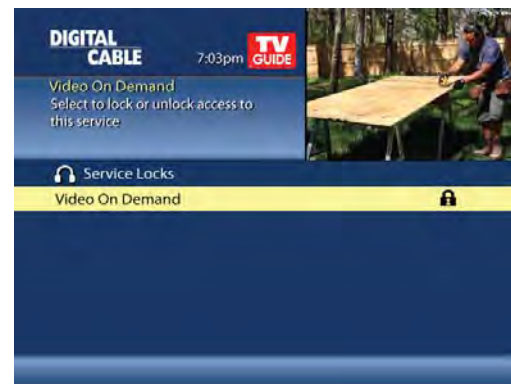 DIGITAL
CABLE
7:03pm
TV
GUIDE
Video On Demand
Select to lock or unlock access to
this service
Service Locks
Video On Demand